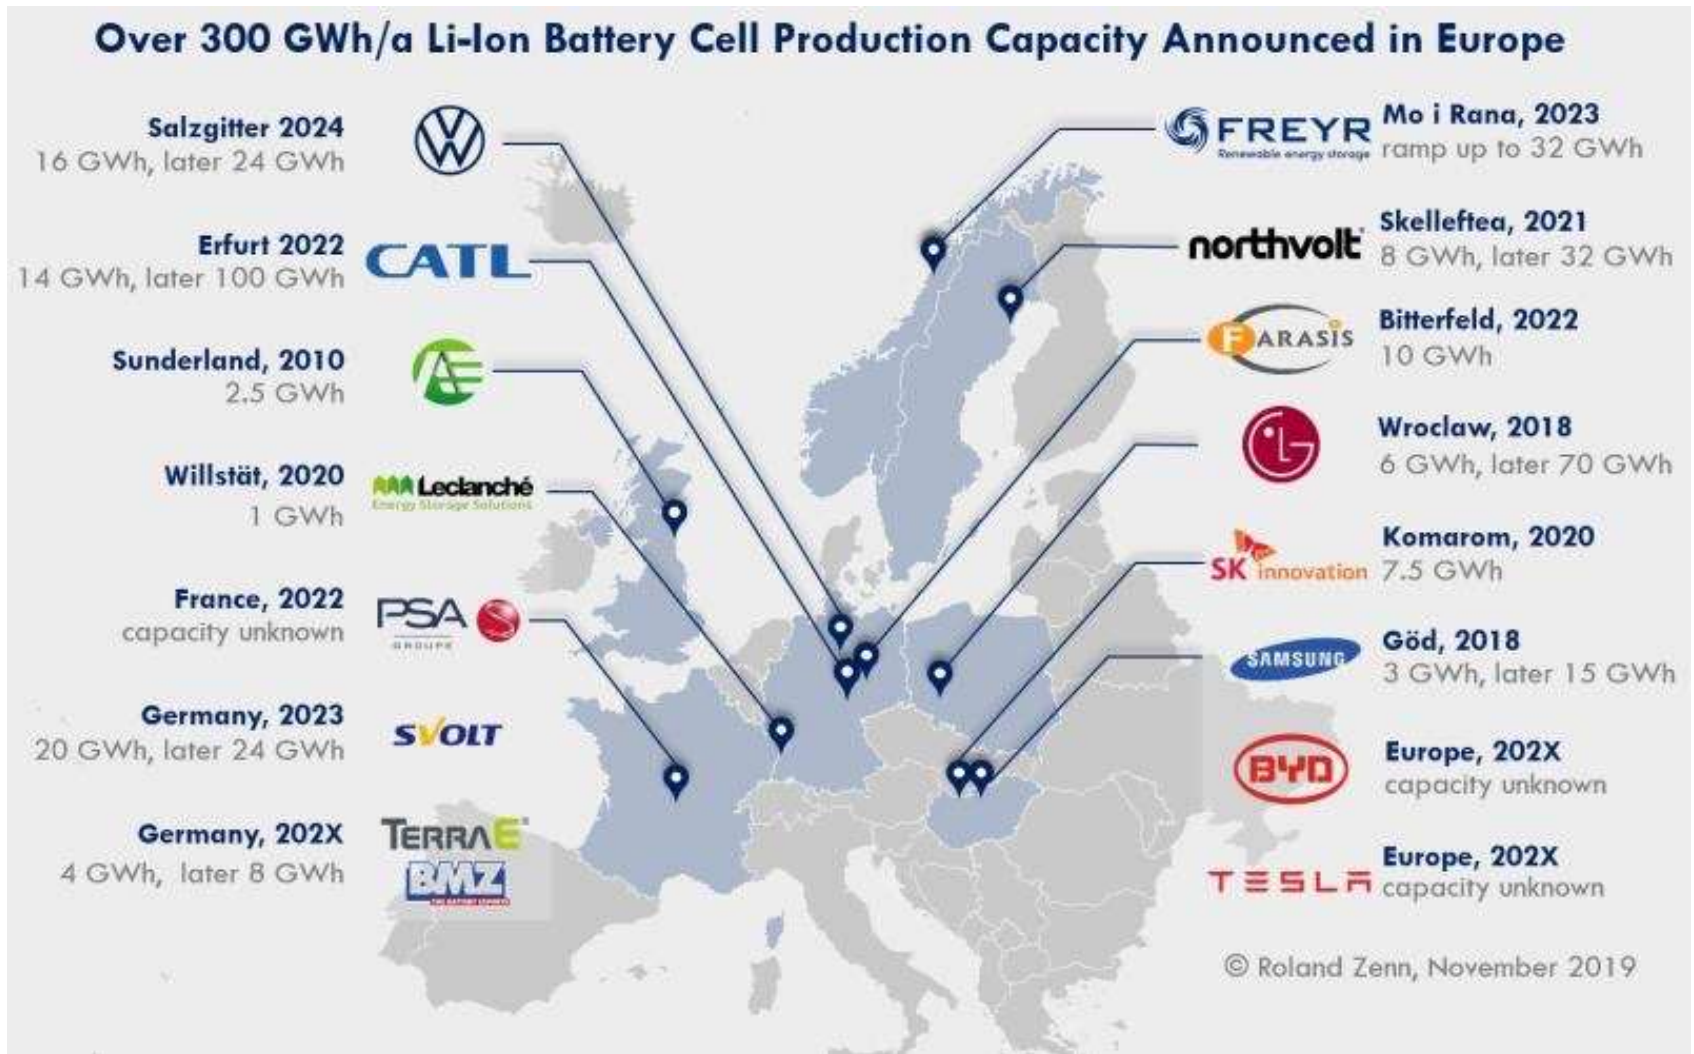 Over 300 GWh/a Li-Ion Battery Cell Production Capacity Announced in Europe
Salzgitter 2024
16 GWh, later 24 GWh
Erfurt 2022
14 GWh, later 100 GWh
CATL
Sunderland, 2010
2.5 GWh
AE
Willstät, 2020
1 GWh
Leclanché
Energy Storage Solutions
France, 2022
capacity unknown
PSA
GROUPE
Germany, 2023
20 GWh, later 24 GWh
SVOLT
Germany, 202X
4 GWh, later 8 GWh
TERRAE
BMZ
THE BATTERY EXPERTS
FREYR
Renewable energy storage
Mo i Rana, 2023
ramp up to 32 GWh
northvolt
Skelleftea, 2021
8 GWh, later 32 GWh
FARASIS
Bitterfeld, 2022
10 GWh
LG
Wroclaw, 2018
6 GWh, later 70 GWh
SK innovation
Komarom, 2020
7.5 GWh
SAMSUNG
Göd, 2018
3 GWh, later 15 GWh
BYD
Europe, 202X
capacity unknown
TESLA
Europe, 202X
capacity unknown
© Roland Zenn, November 2019